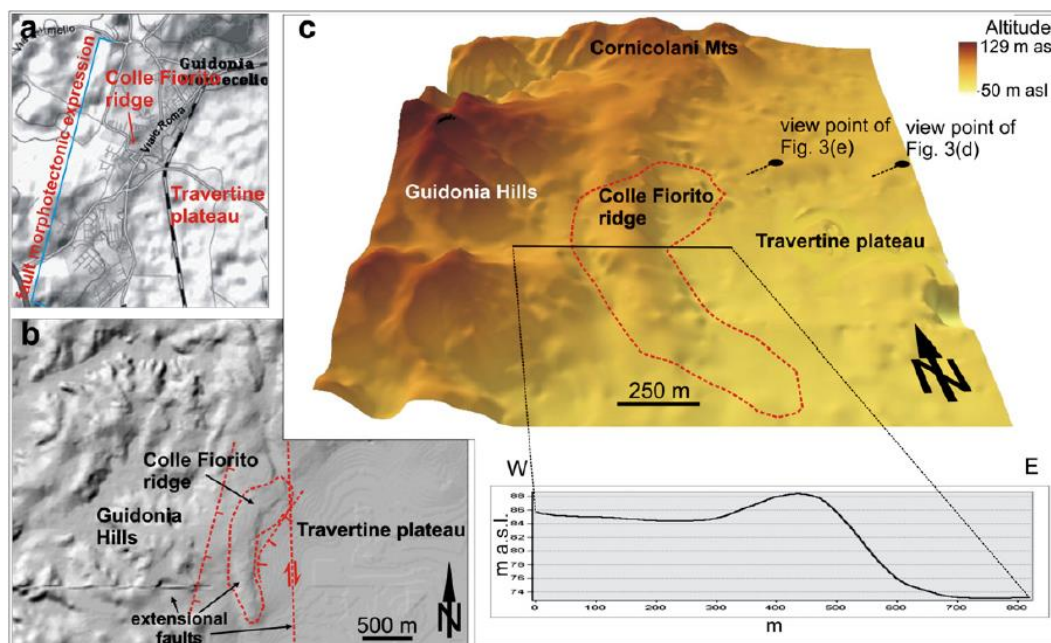 a
fault morphotectonic expression
Colle Fiorito
ridge
Guidonia
Viale Roma
Travertine
plateau
b
Colle Fiorito
ridge
Guidonia
Hills
Travertine plateau
extensional
faults
500 m
N
c
Cornicolani Mts
Altitude
129 m asl
50 m asl
view point of
Fig. 3(e)
view point of
Fig. 3(d)
Guidonia Hills
Colle Fiorito
ridge
Travertine plateau
250 m
N
W
E
m a.s.l.
88
86
84
82
80
78
76
74
0
100
200
300
400
500
600
700
800
m